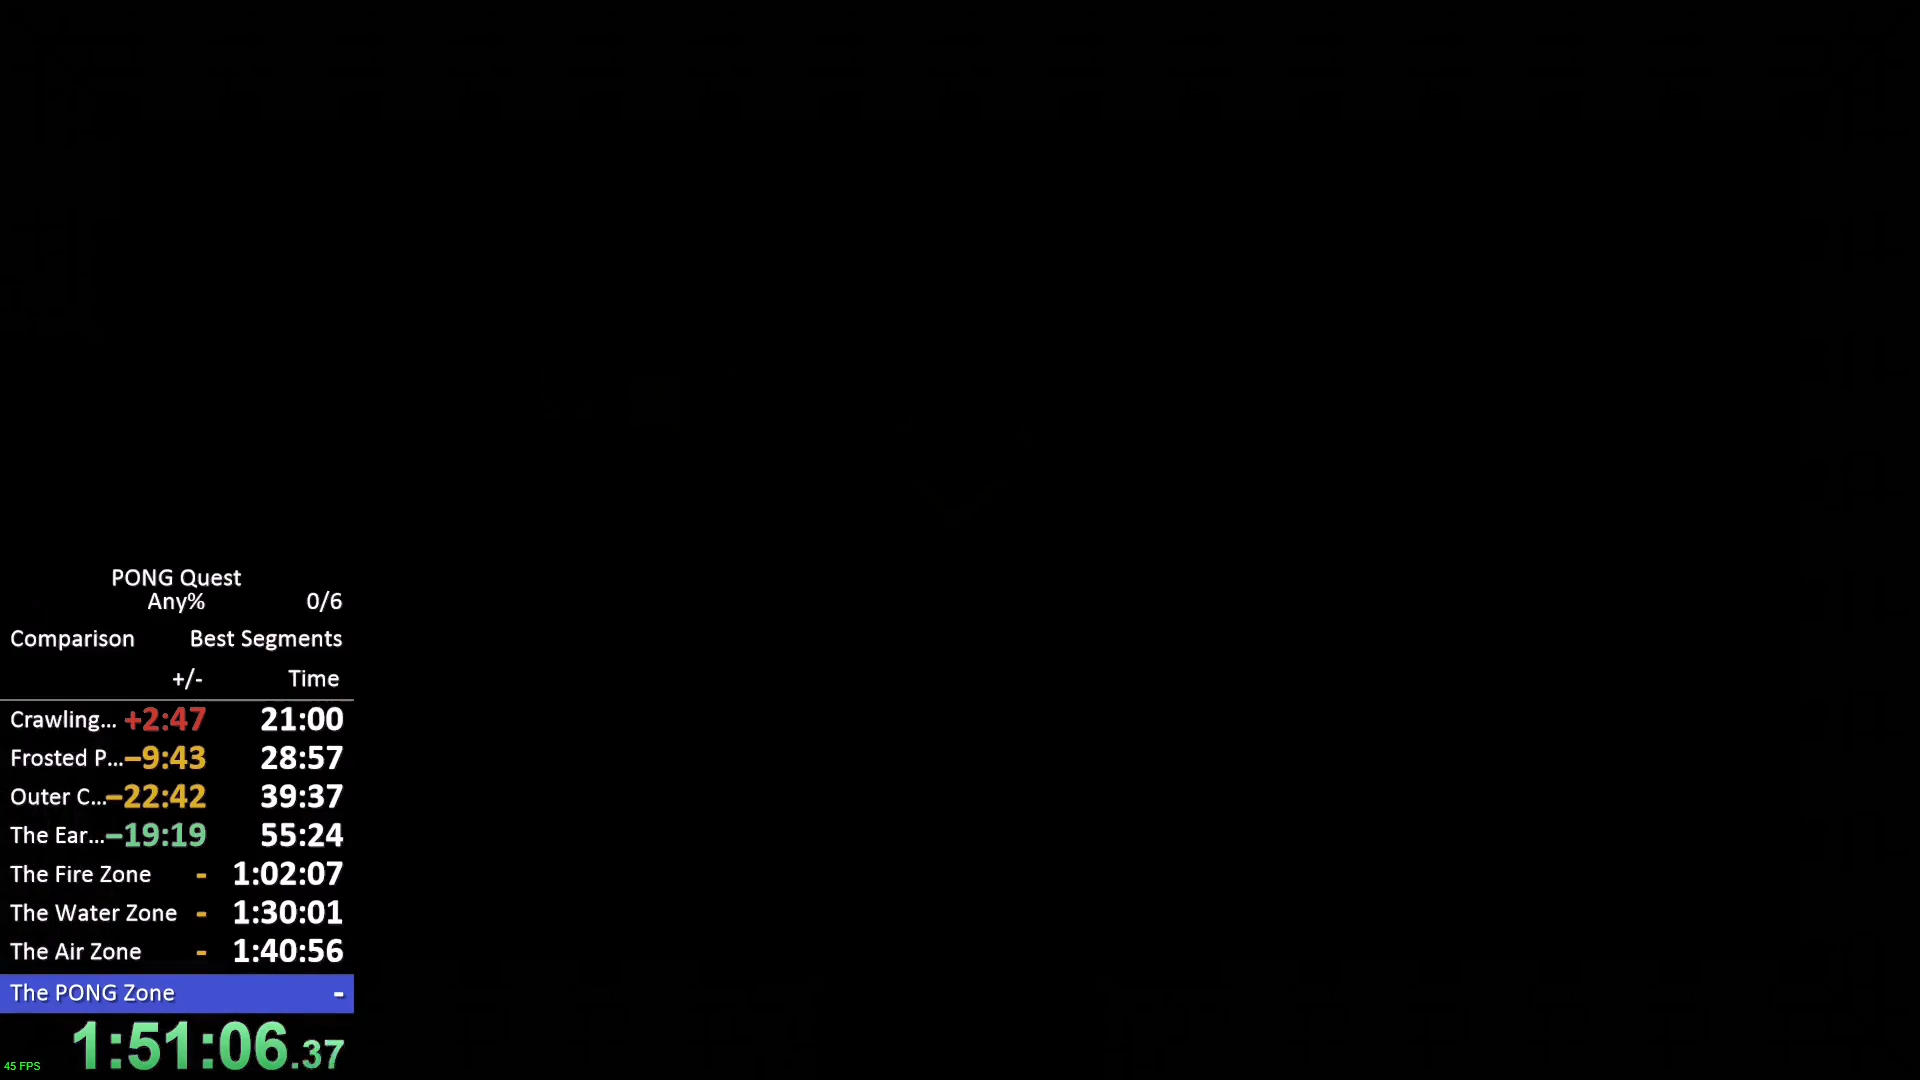 PONG Quest
Any% 0/6
Comparison Best Segments
+/- Time
Crawling... +2:47 21:00
Frosted P... −9:43 28:57
Outer C... −22:42 39:37
The Ear... −19:19 55:24
The Fire Zone - 1:02:07
The Water Zone - 1:30:01
The Air Zone - 1:40:56
The PONG Zone -
1:51:06.37
45 FPS